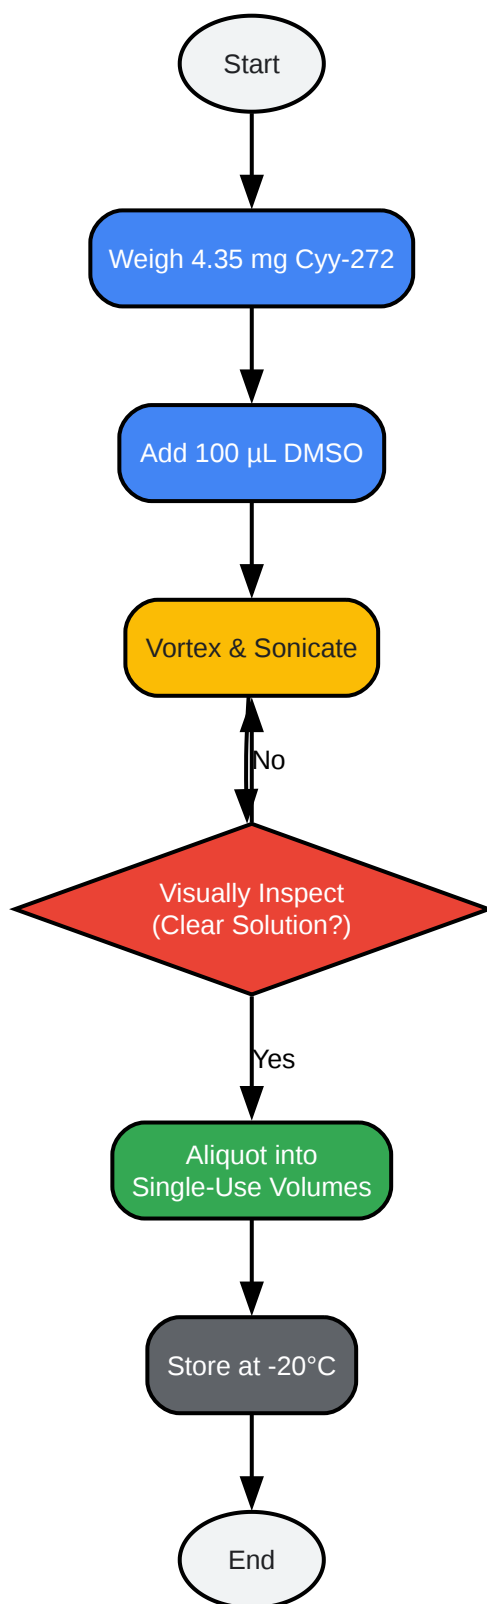 Start
Weigh 4.35 mg Cyy-272
Add 100 µL DMSO
Vortex & Sonicate
No
Visually Inspect
(Clear Solution?)
Yes
Aliquot into
Single-Use Volumes
Store at -20°C
End